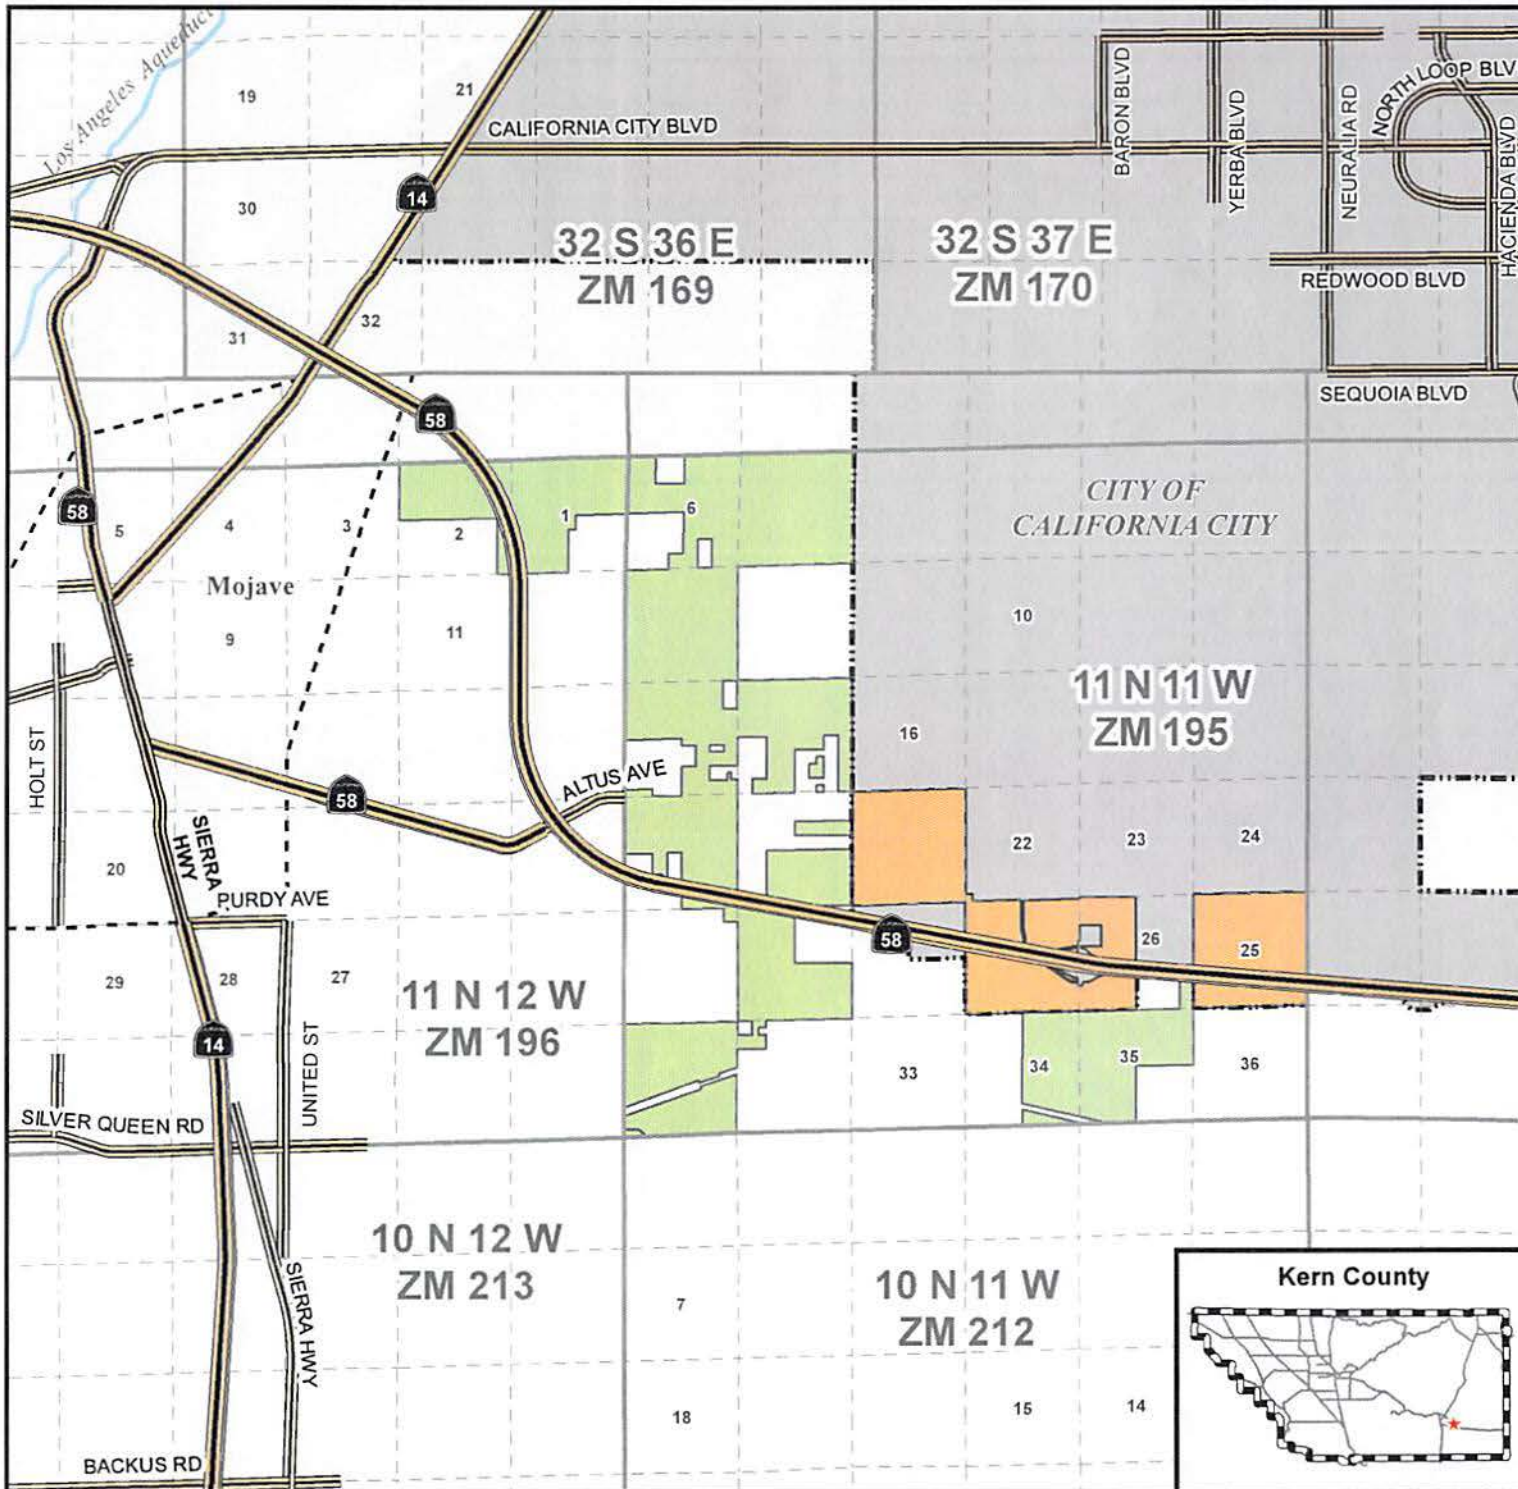 Los Angeles Aqueduct
19
21
CALIFORNIA CITY BLVD
BARON BLVD
YERBA BLVD
NEURALIA RD
NORTH LOOP BLV
HACIENDA BLVD
14
30
32 S 36 E
ZM 169
32 S 37 E
ZM 170
REDWOOD BLVD
31
32
SEQUOIA BLVD
58
58
5
4
3
2
1
6
CITY OF
CALIFORNIA CITY
Mojave
9
11
10
11 N 11 W
ZM 195
16
HOLT ST
58
ALTUS AVE
SIERRA
HWY
20
22
23
24
PURDY AVE
58
26
25
29
28
27
11 N 12 W
ZM 196
14
UNITED ST
33
34
35
36
SILVER QUEEN RD
10 N 12 W
ZM 213
SIERRA HWY
7
10 N 11 W
ZM 212
Kern County
18
15
14
BACKUS RD